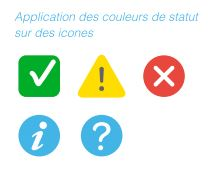 Application des couleurs de statut
sur des icones
!
i
?